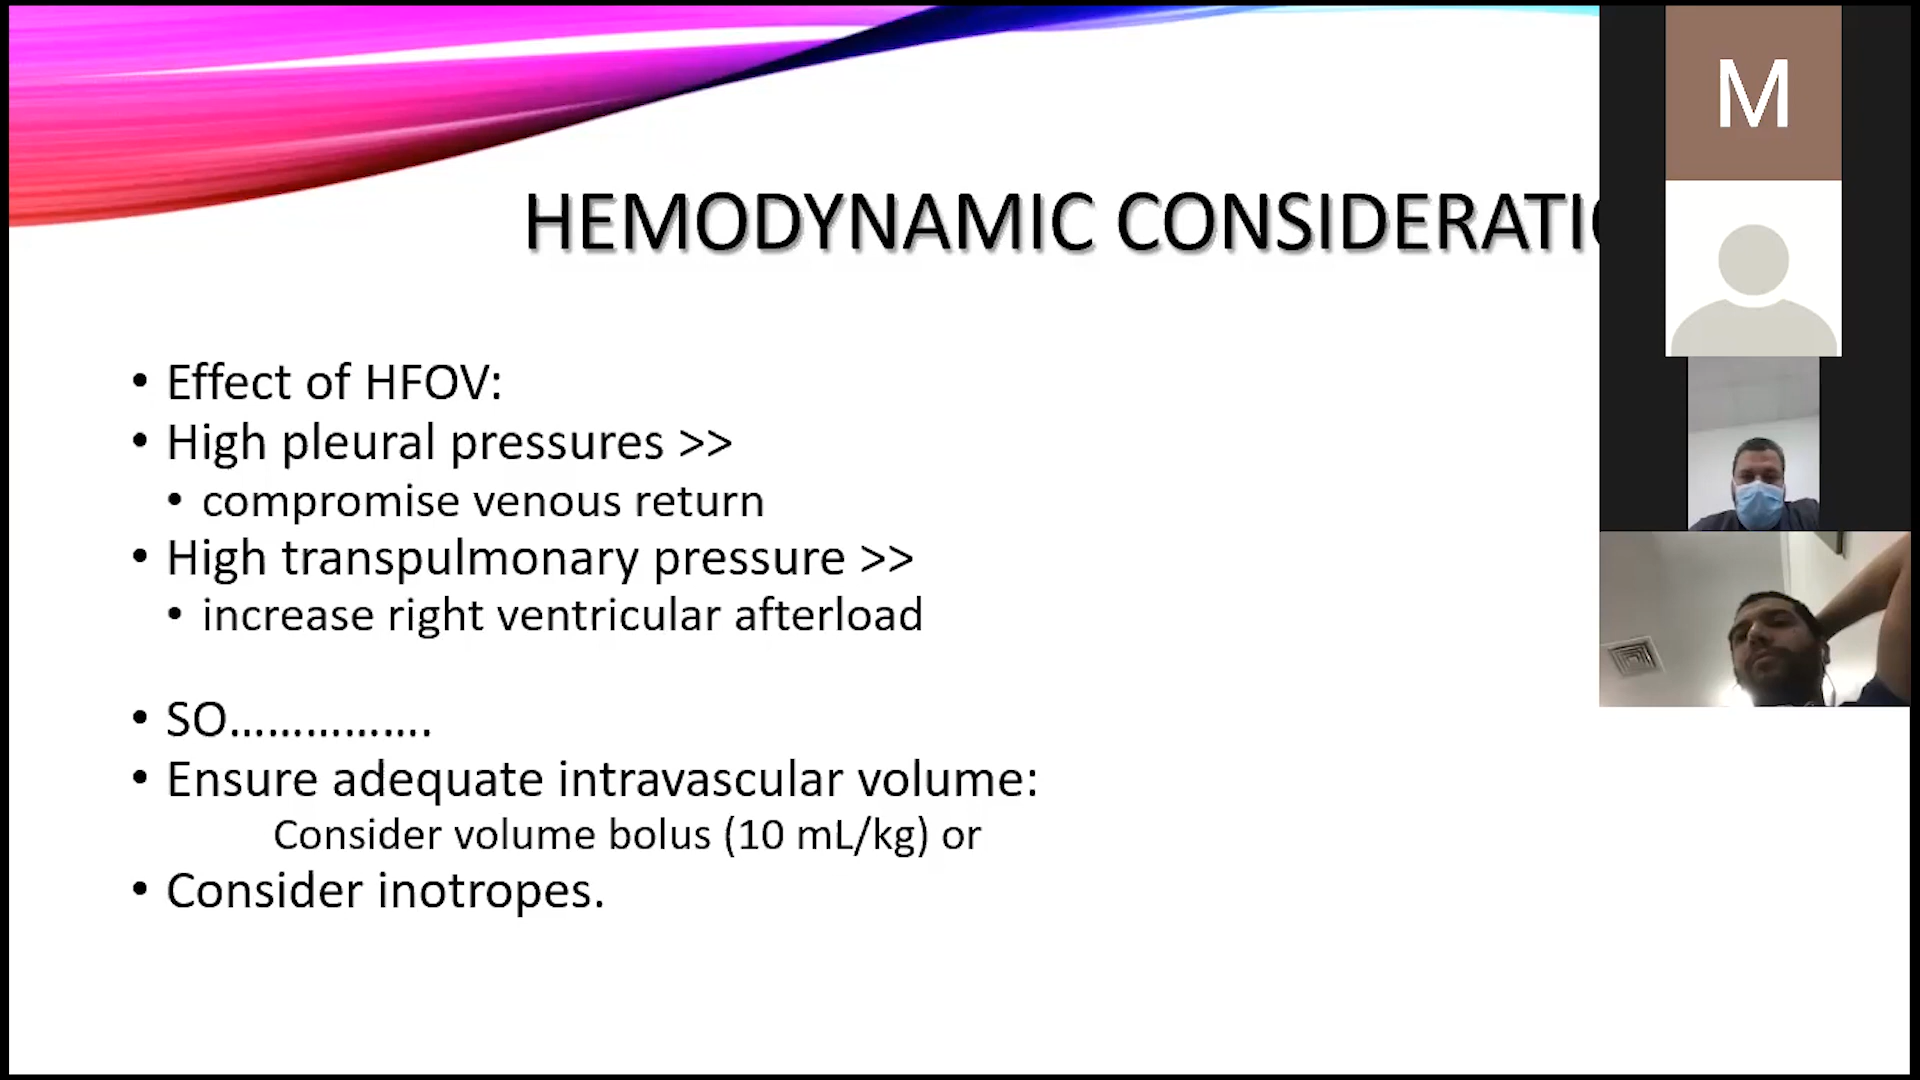 M
HEMODYNAMIC CONSIDERATI
• Effect of HFOV:
• High pleural pressures >>
• compromise venous return
• High transpulmonary pressure >>
• increase right ventricular afterload
• SO................
• Ensure adequate intravascular volume:
Consider volume bolus (10 mL/kg) or
• Consider inotropes.